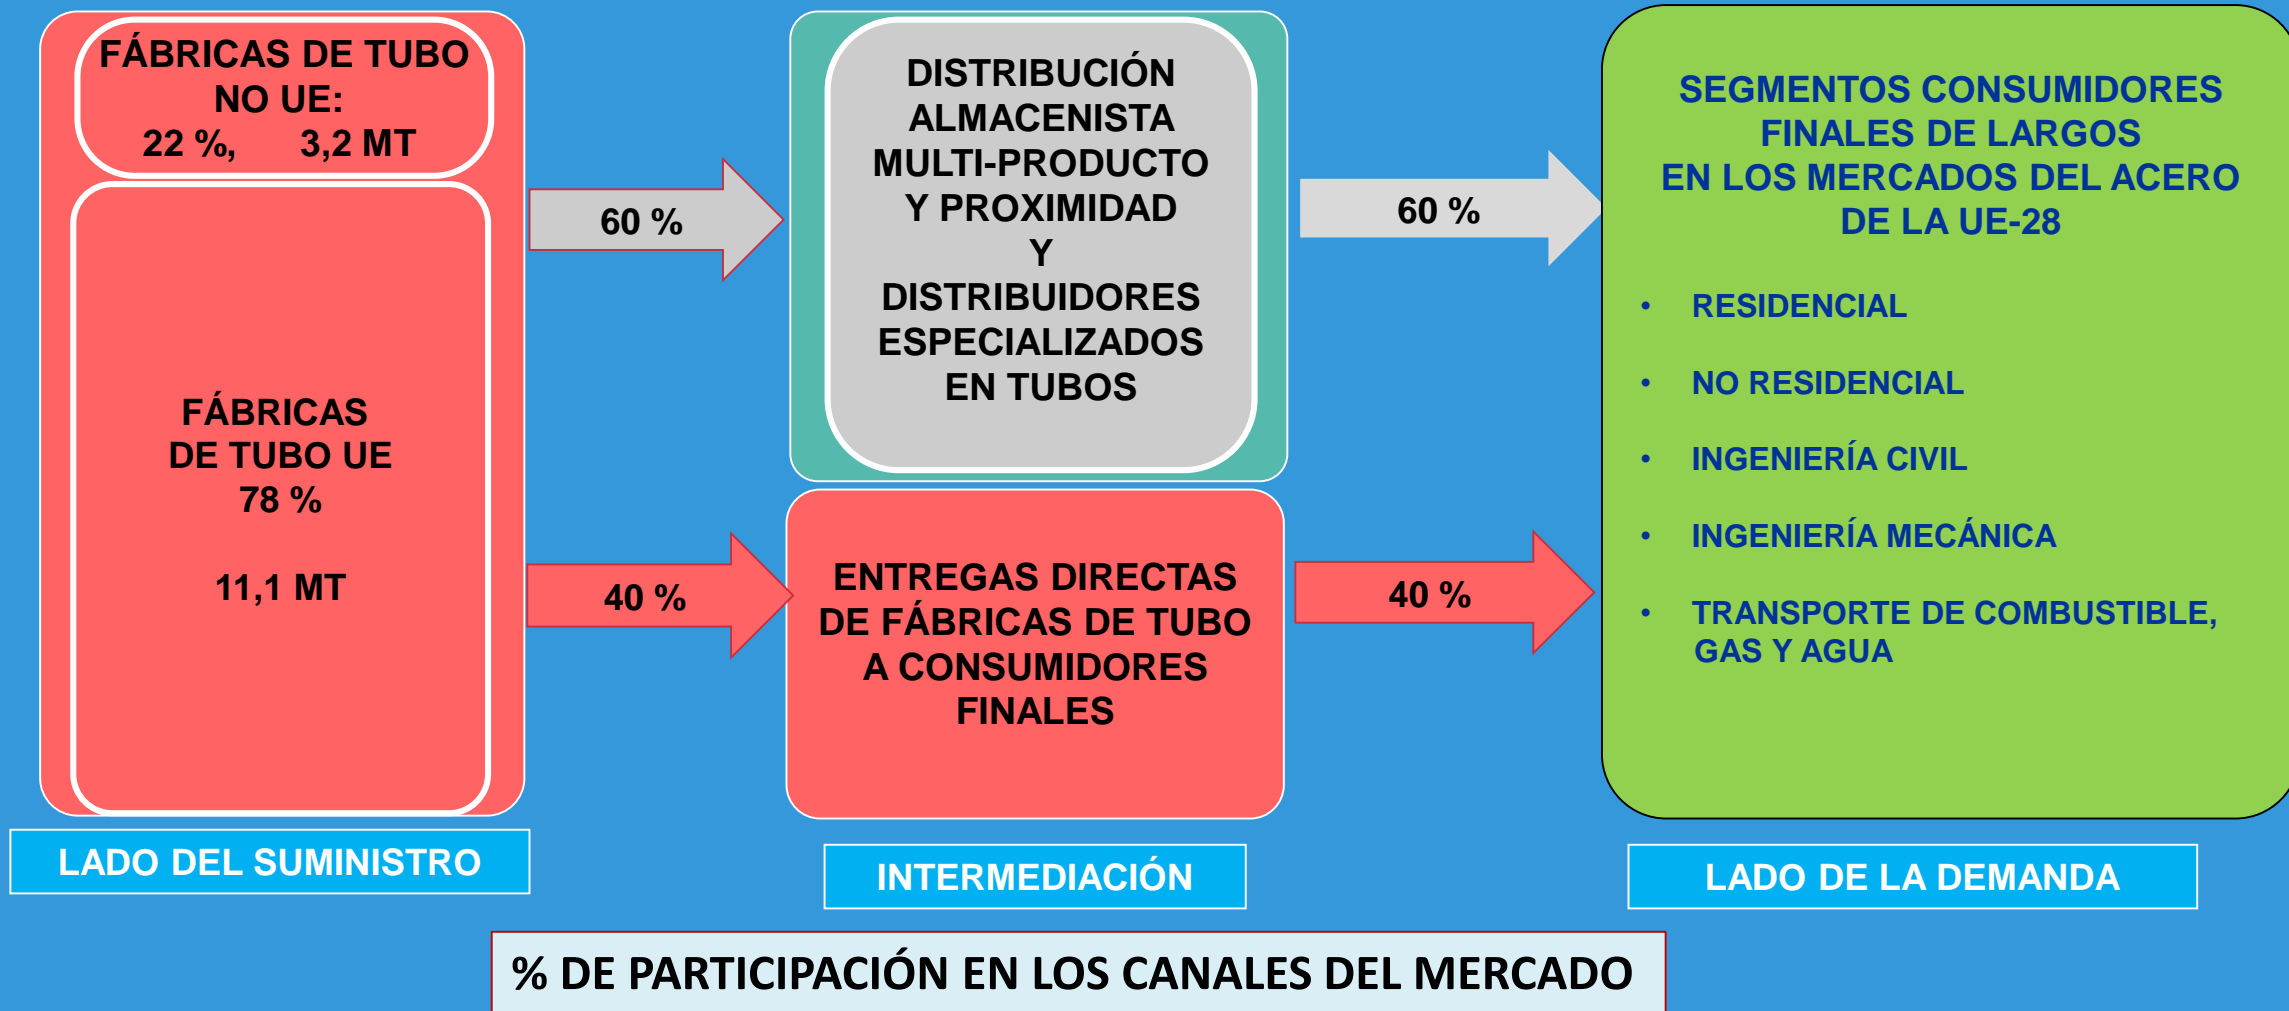 FÁBRICAS DE TUBO
NO UE:
22 %, 3,2 MT
FÁBRICAS
DE TUBO UE
78 %
11,1 MT
LADO DEL SUMINISTRO
60 %
40 %
DISTRIBUCIÓN
ALMACENISTA
MULTI-PRODUCTO
Y PROXIMIDAD
Y
DISTRIBUIDORES
ESPECIALIZADOS
EN TUBOS
ENTREGAS DIRECTAS
DE FÁBRICAS DE TUBO
A CONSUMIDORES
FINALES
INTERMEDIACIÓN
60 %
40 %
SEGMENTOS CONSUMIDORES
FINALES DE LARGOS
EN LOS MERCADOS DEL ACERO
DE LA UE-28
• RESIDENCIAL
• NO RESIDENCIAL
• INGENIERÍA CIVIL
• INGENIERÍA MECÁNICA
• TRANSPORTE DE COMBUSTIBLE,
GAS Y AGUA
LADO DE LA DEMANDA
% DE PARTICIPACIÓN EN LOS CANALES DEL MERCADO